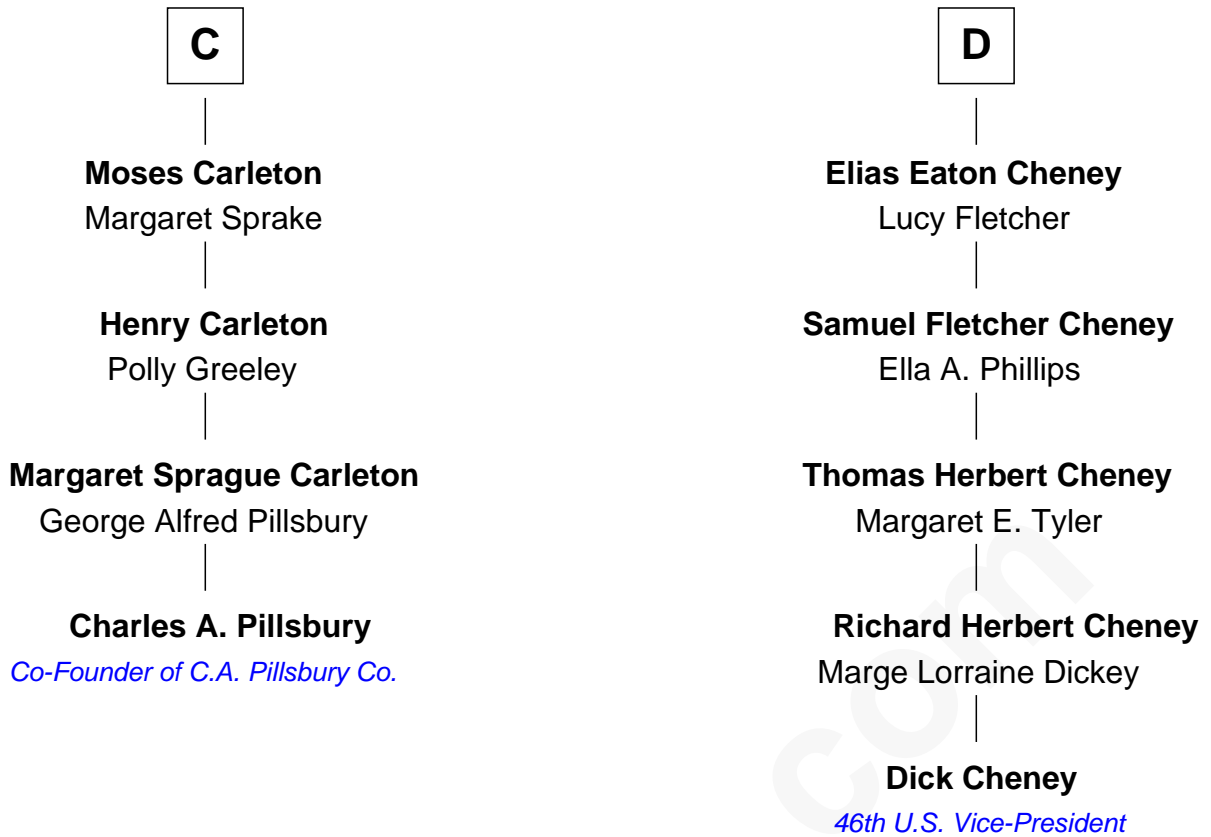 C
Moses Carleton
Margaret Sprake
Henry Carleton
Polly Greeley
Margaret Sprague Carleton
George Alfred Pillsbury
Charles A. Pillsbury
Co-Founder of C.A. Pillsbury Co.
D
Elias Eaton Cheney
Lucy Fletcher
Samuel Fletcher Cheney
Ella A. Phillips
Thomas Herbert Cheney
Margaret E. Tyler
Richard Herbert Cheney
Marge Lorraine Dickey
Dick Cheney
46th U.S. Vice-President
com